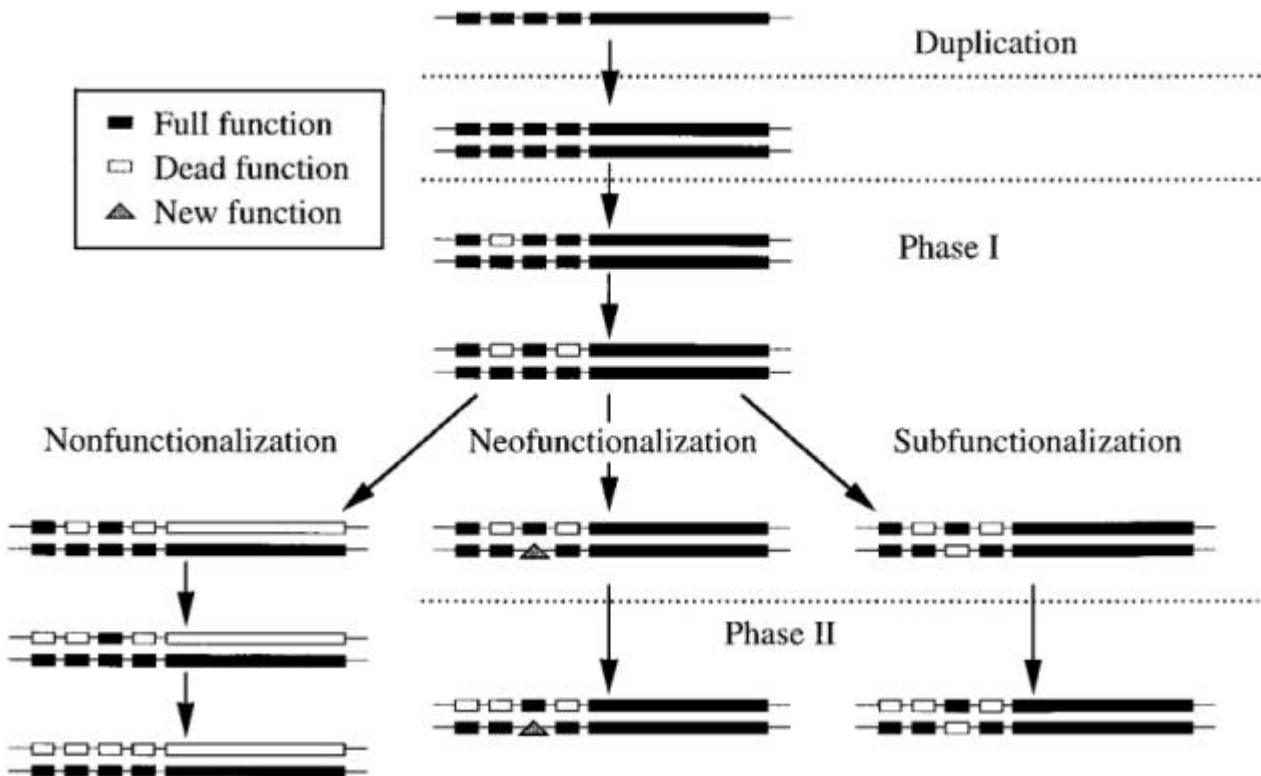 Duplication
Full function
Dead function
New function
Phase I
Nonfunctionalization
Neofunctionalization
Subfunctionalization
Phase II